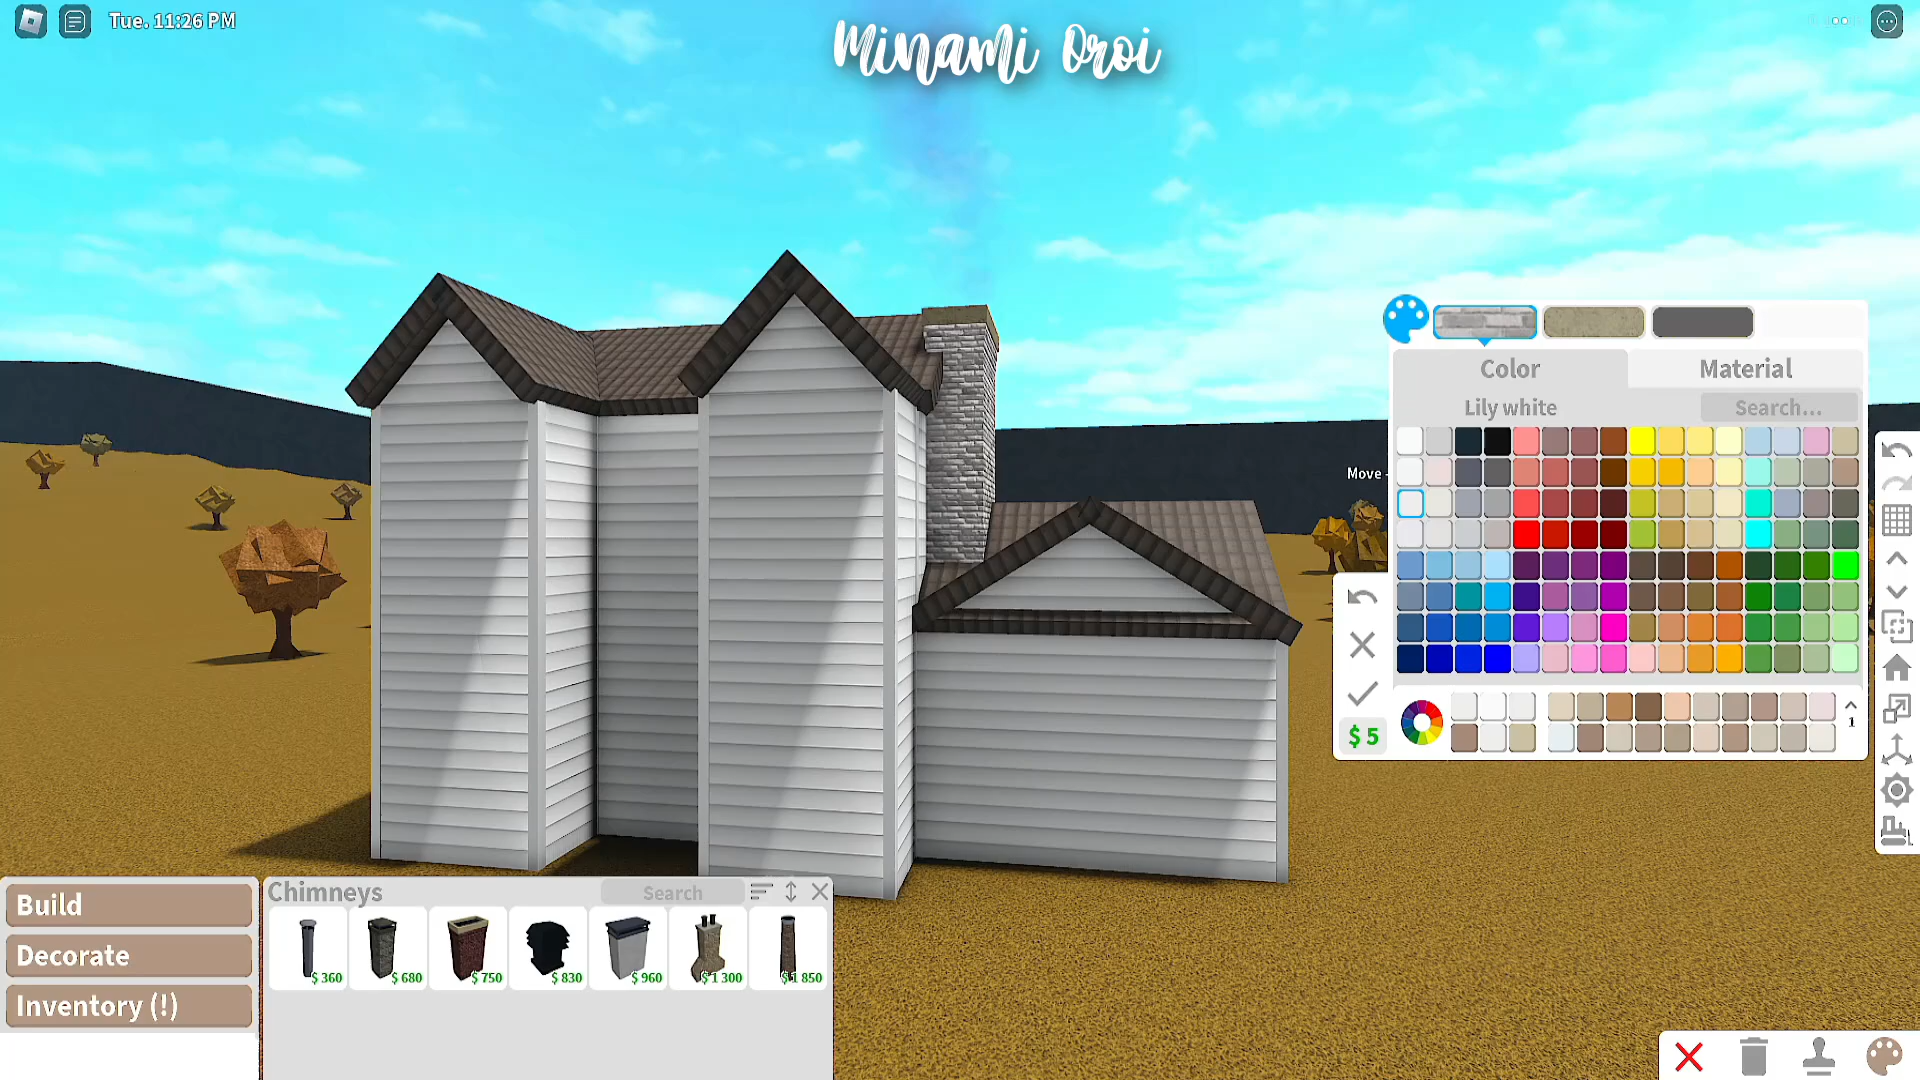 Tue. 11:26 PM
Minami Oroi
Color
Material
Lily white
Search...
Move -
$ 5
1
Build
Decorate
Inventory (!)
Chimneys
Search
$ 360
$ 680
$ 750
$ 830
$ 960
$ 1 300
$ 1 850